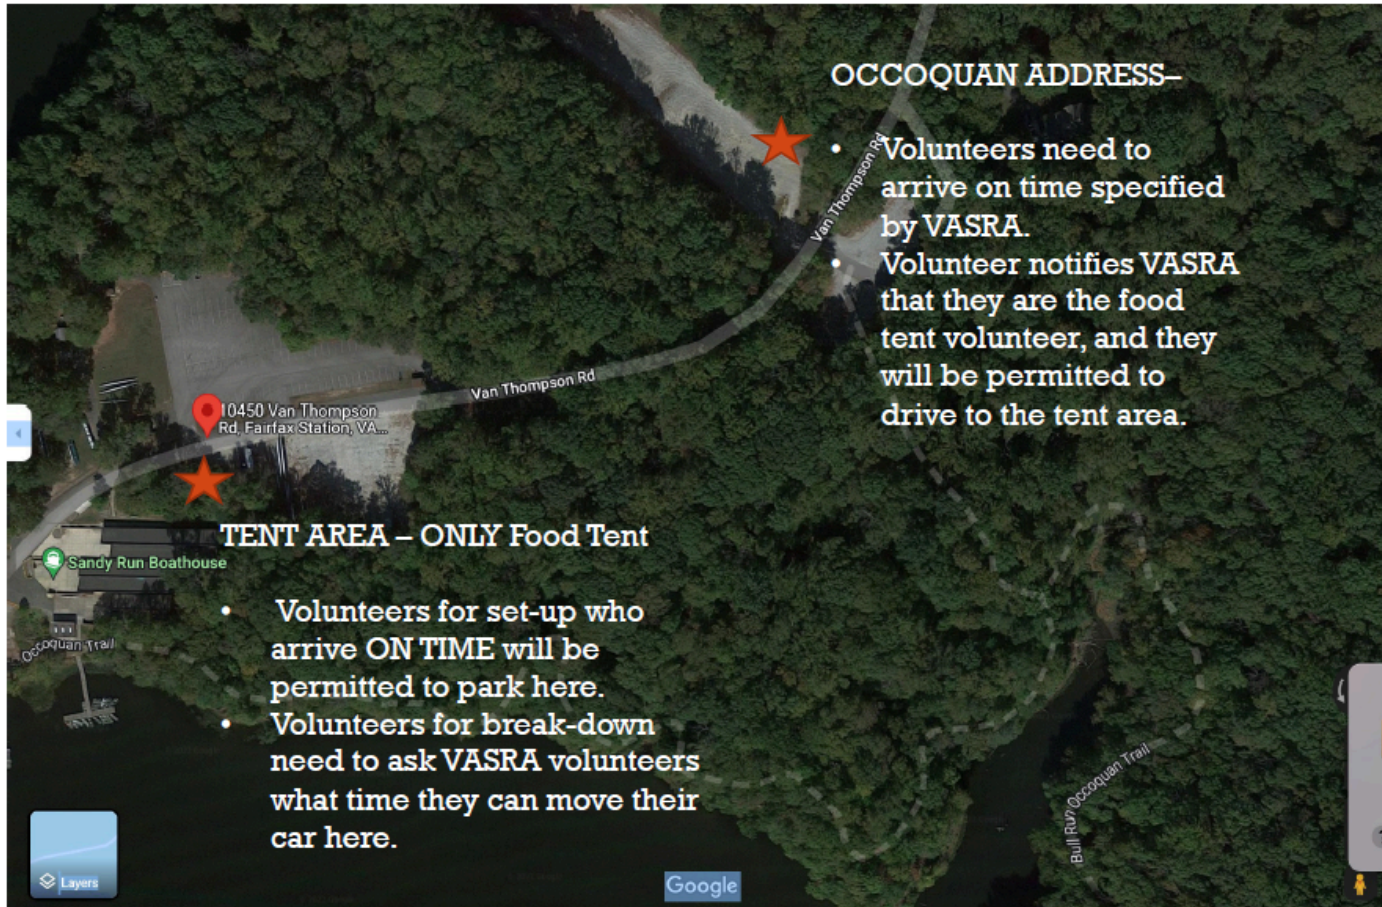 OCCOQUAN ADDRESS–
• Volunteers need to
arrive on time specified
by VASRA.
• Volunteer notifies VASRA
that they are the food
tent volunteer, and they
will be permitted to
drive to the tent area.
Van Thompson Rd
Van Thompson Rd
10450 Van Thompson
Rd, Fairfax Station, VA...
TENT AREA – ONLY Food Tent
Sandy Run Boathouse
• Volunteers for set-up who
arrive ON TIME will be
permitted to park here.
• Volunteers for break-down
need to ask VASRA volunteers
what time they can move their
car here.
Occoquan Trail
Bull Run Occoquan Trail
Layers
Google